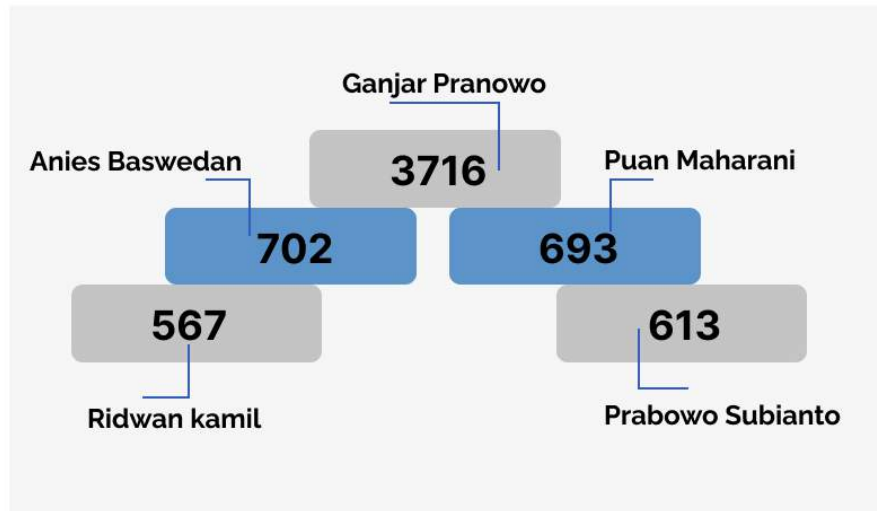 Ganjar Pranowo
3716
Anies Baswedan
702
Puan Maharani
693
567
Ridwan kamil
613
Prabowo Subianto